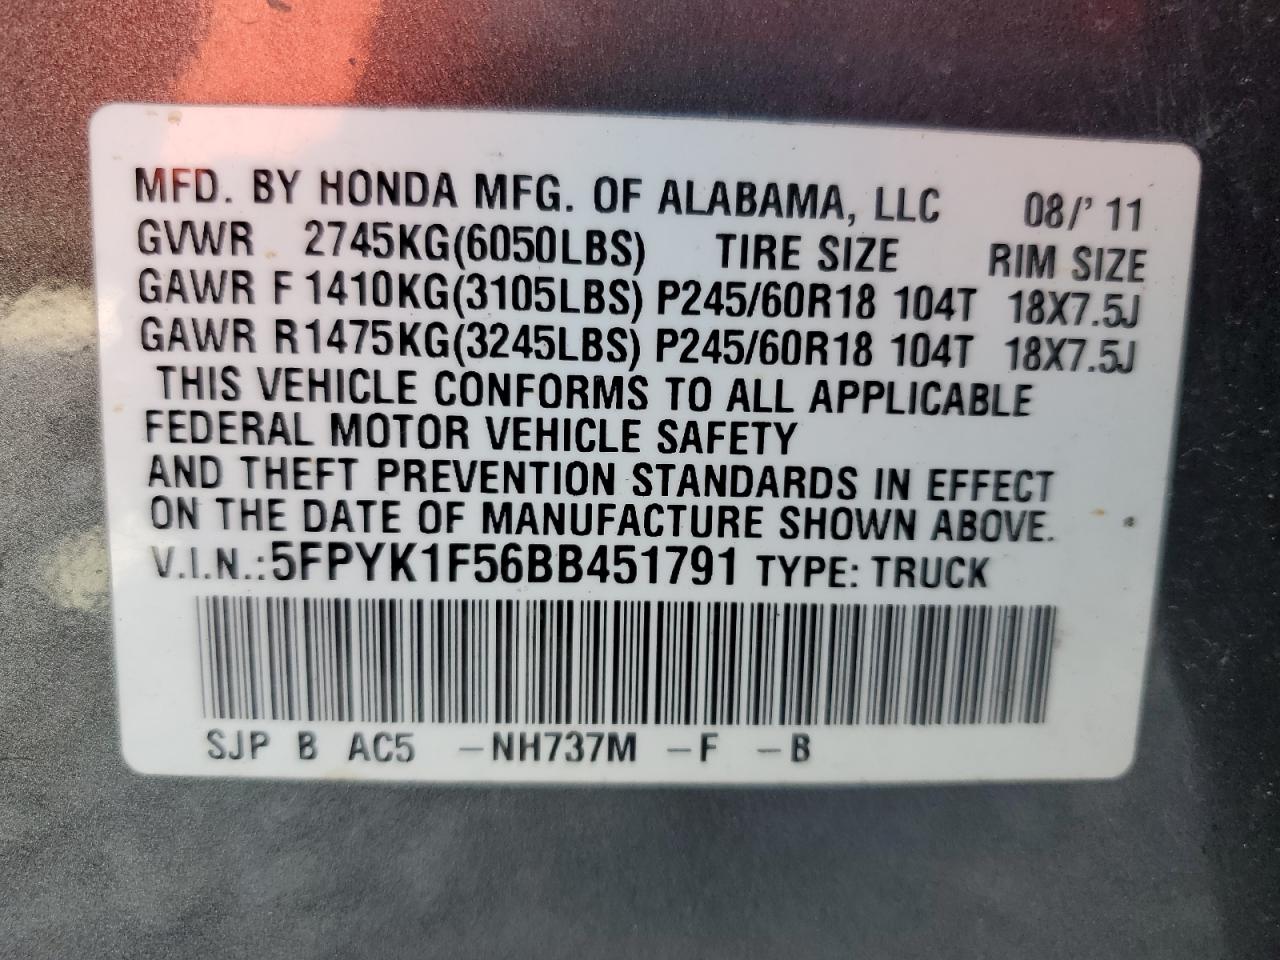 MFD. BY HONDA MFG. OF ALABAMA, LLC 08/' 11
GVWR 2745KG(6050LBS) TIRE SIZE RIM SIZE
GAWR F 1410KG(3105LBS) P245/60R18 104T 18X7.5J
GAWR R1475KG(3245LBS) P245/60R18 104T 18X7.5J
THIS VEHICLE CONFORMS TO ALL APPLICABLE
FEDERAL MOTOR VEHICLE SAFETY
AND THEFT PREVENTION STANDARDS IN EFFECT
ON THE DATE OF MANUFACTURE SHOWN ABOVE.
V.I.N.:5FPYK1F56BB451791 TYPE: TRUCK
SJP B AC5 -NH737M -F -B